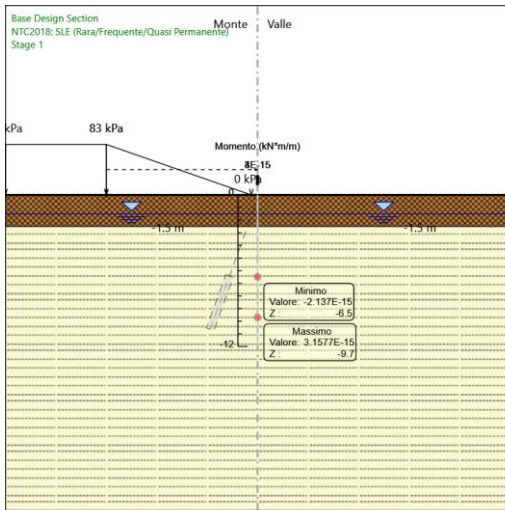 Base Design Section
NTC2018: SLE (Rara/Frequente/Quasi Permanente)
Stage 1
Monte
Valle
kPa
83 kPa
Momento (kN*m/m)
0 kPa
0
-1.5 m
-1.5 m
Minimo
Valore: -2.137E-15
Z : -6.5
Massimo
Valore: 3.1577E-15
Z : -9.7
-12